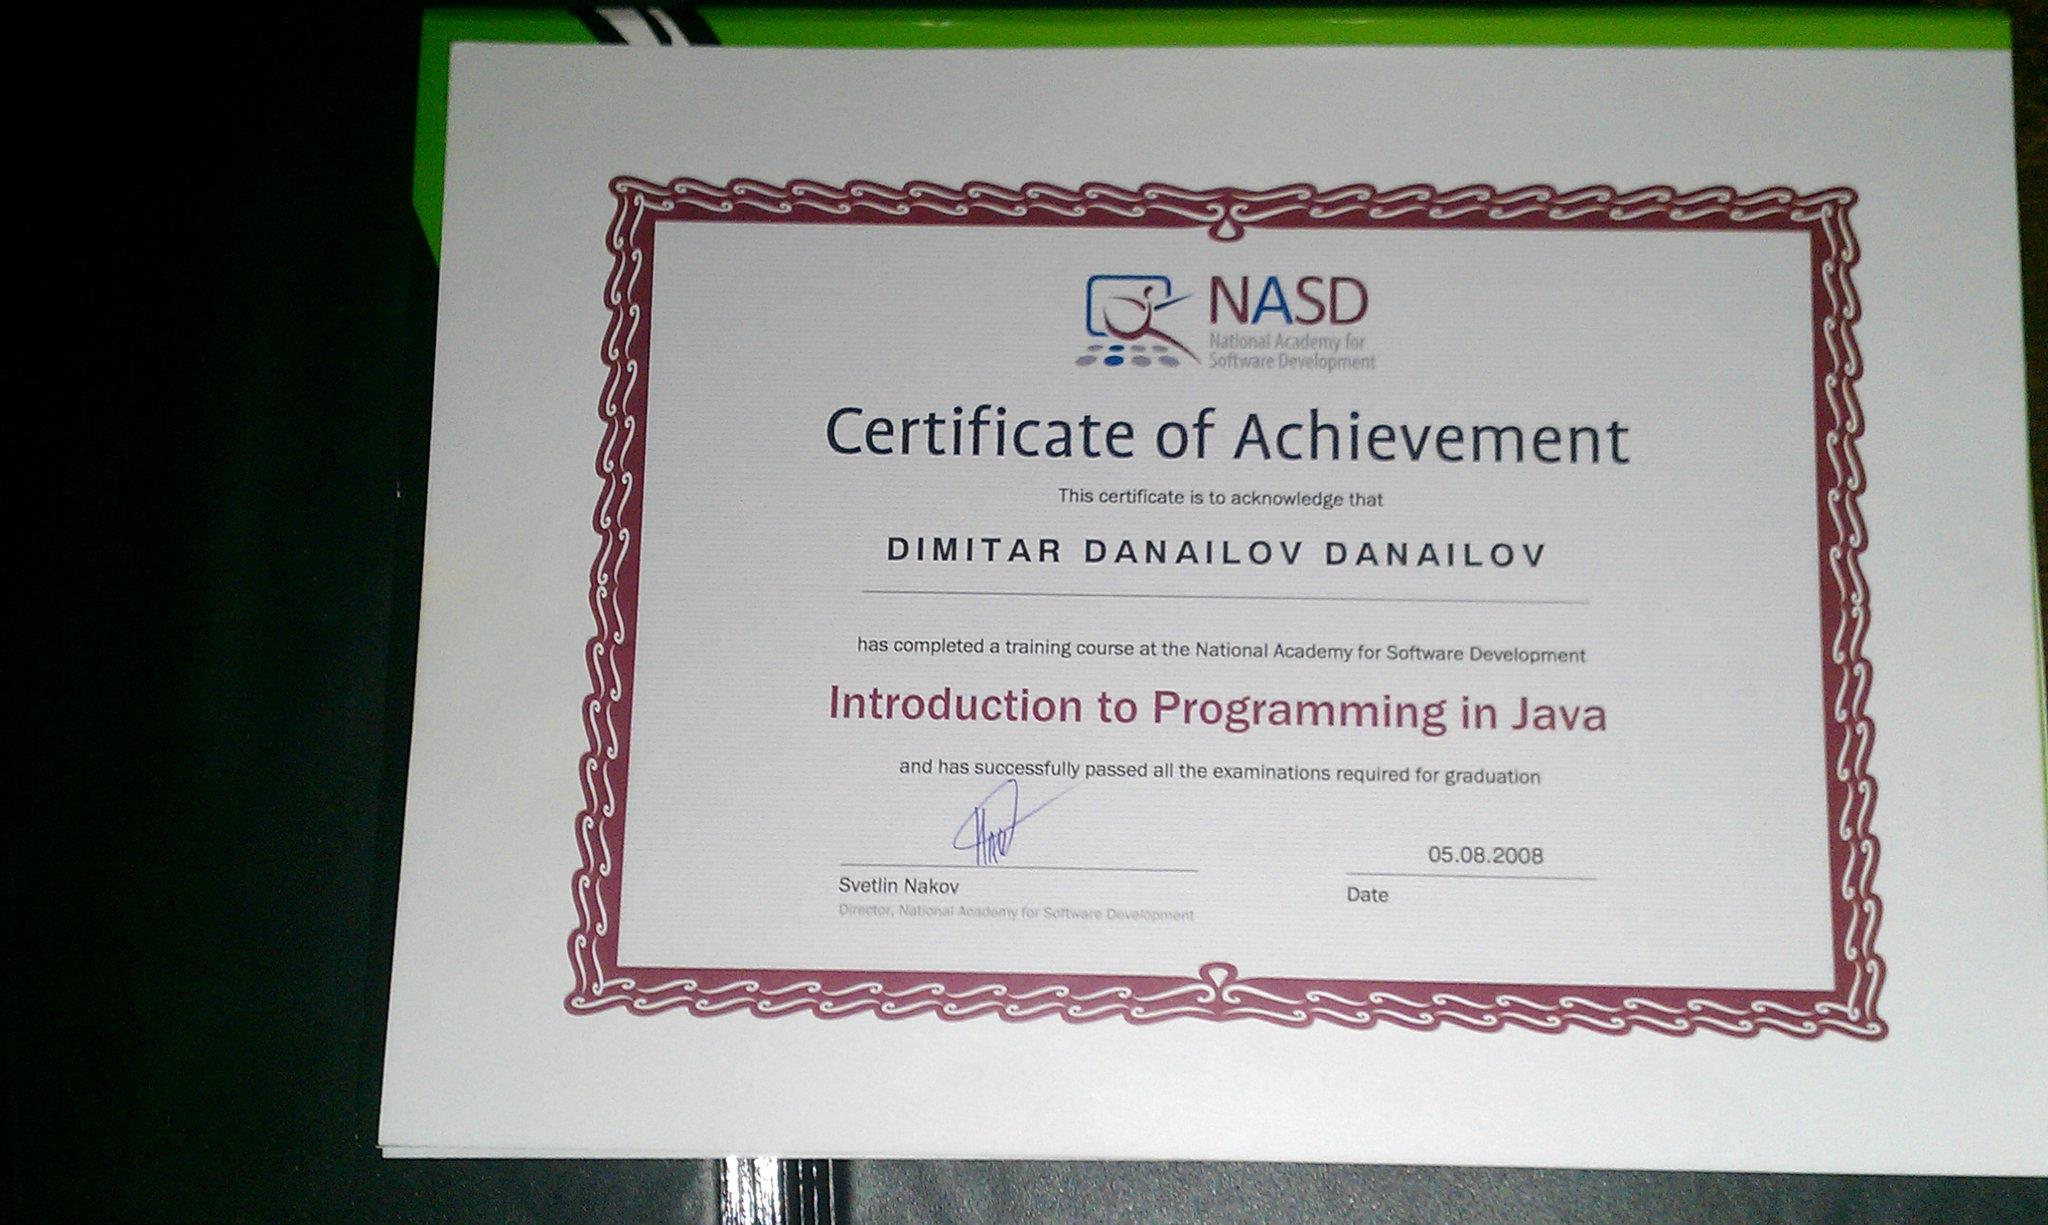 NASD
National Academy for
Software Development
Certificate of Achievement
This certificate is to acknowledge that
DIMITAR DANAILOV DANAILOV
has completed a training course at the National Academy for Software Development
Introduction to Programming in Java
and has successfully passed all the examinations required for graduation
05.08.2008
Svetlin Nakov
Date
Director, National Academy for Software Development